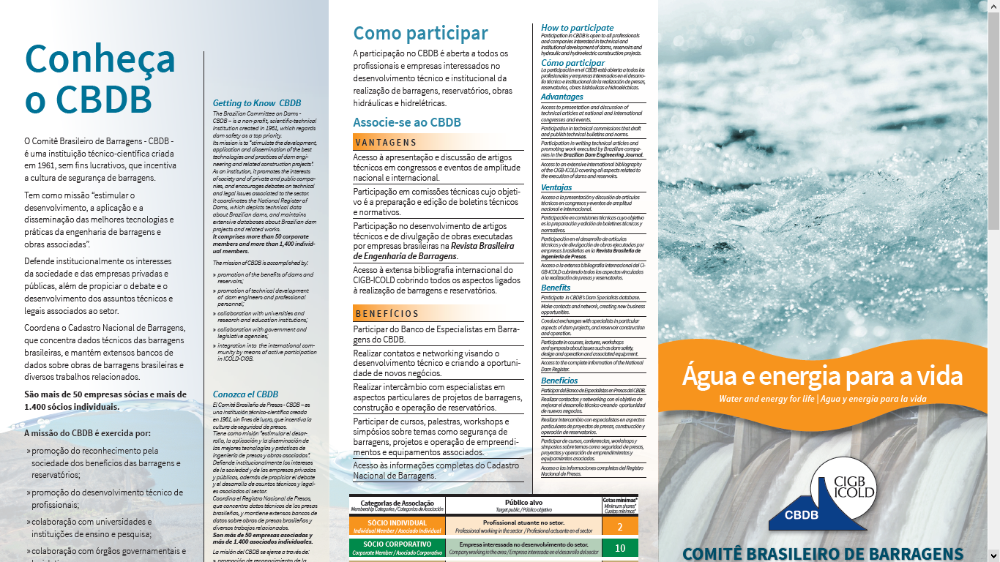 Conheça
o CBDB
O Comitê Brasileiro de Barragens - CBDB -
é uma instituição técnico-científica criada
em 1961, sem fins lucrativos, que incentiva
a cultura de segurança de barragens.
Tem como missão “estimular o
desenvolvimento, a aplicação e a
disseminação das melhores tecnologias e
práticas da engenharia de barragens e
obras associadas”.
Defende institucionalmente os interesses
da sociedade e das empresas privadas e
públicas, além de propiciar o debate e o
desenvolvimento dos assuntos técnicos e
legais associados ao setor.
Coordena o Cadastro Nacional de Barragens,
que concentra dados técnicos das barragens
brasileiras, e mantém extensos bancos de
dados sobre obras de barragens brasileiras e
diversos trabalhos relacionados.
São mais de 50 empresas sócias e mais de
1.400 sócios individuais.
A missão do CBDB é exercida por:
» promoção do reconhecimento pela
sociedade dos benefícios das barragens e
reservatórios;
» promoção do desenvolvimento técnico de
profissionais;
» colaboração com universidades e
instituições de ensino e pesquisa;
» colaboração com órgãos governamentais e
Getting to Know CBDB
The Brazilian Committee on Dams -
CBDB – is a non-profit, scientific-technical
institution created in 1961, which regards
dam safety as a top priority.
Its mission is to “stimulate the development,
application and dissemination of the best
technologies and practices of dam engi-
neering and related construction projects”.
As an institution, it promotes the interests
of society and of private and public compa-
nies, and encourages debates on technical
and legal issues associated to the sector.
It coordinates the National Register of
Dams, which depicts technical data
about Brazilian dams, and maintains
extensive databases about Brazilian dam
projects and related works.
It comprises more than 50 corporate
members and more than 1,400 individ-
ual members.
The mission of CBDB is accomplished by:
» promotion of the benefits of dams and
reservoirs;
» promotion of technical development
of dam engineers and professional
personnel;
» collaboration with universities and
research and education institutions;
» collaboration with government and
legislative agencies;
» integration into the international com-
munity by means of active participation
in ICOLD-CIGB.
Conozca el CBDB
El Comité Brasileño de Presas - CBDB – es
una institución técnico-científica creada
en 1961, sin fines de lucro, que incentiva la
cultura de seguridad de presas.
Tiene como misión “estimular el desar-
rollo, la aplicación y la diseminación de
las mejores tecnologías y prácticas de
ingeniería de presas y obras asociadas”.
Defiende institucionalmente los intereses
de la sociedad y de las empresas privadas
y públicas, además de propiciar el debate
y el desarrollo de asuntos técnicos y legal-
es asociados al sector.
Coordina el Registro Nacional de Presas,
que concentra datos técnicos de las presas
brasileñas, y mantiene extensos bancos de
datos sobre obras de presas brasileñas y
diversos trabajos relacionados.
Son más de 50 empresas asociadas y
más de 1.400 asociados individuales.
La misión del CBDB se ejerce a través de:
» promoción de reconocimiento de la
Como participar
A participação no CBDB é aberta a todos os
profissionais e empresas interessados no
desenvolvimento técnico e institucional da
realização de barragens, reservatórios, obras
hidráulicas e hidrelétricas.
Associe-se ao CBDB
VANTAGENS
Acesso à apresentação e discussão de artigos
técnicos em congressos e eventos de amplitude
nacional e internacional.
Participação em comissões técnicas cujo objeti-
vo é a preparação e edição de boletins técnicos
e normativos.
Participação no desenvolvimento de artigos
técnicos e de divulgação de obras executadas
por empresas brasileiras na Revista Brasileira
de Engenharia de Barragens.
Acesso à extensa bibliografia internacional do
CIGB-ICOLD cobrindo todos os aspectos ligados
à realização de barragens e reservatórios.
BENEFÍCIOS
Participar do Banco de Especialistas em Barra-
gens do CBDB.
Realizar contatos e networking visando o
desenvolvimento técnico e criando a oportuni-
dade de novos negócios.
Realizar intercâmbio com especialistas em
aspectos particulares de projetos de barragens,
construção e operação de reservatórios.
Participar de cursos, palestras, workshops e
simpósios sobre temas como segurança de
barragens, projetos e operação de empreendi-
mentos e equipamentos associados.
Acesso às informações completas do Cadastro
Nacional de Barragens.
How to participate
Participation in CBDB is open to all professionals
and companies interested in technical and
institutional development of dams, reservoirs and
hydraulic and hydroelectric construction projects.
Cómo participar
La participación en el CBDB está abierta a todos los
profesionales y empresas interesados en el desarro-
llo técnico e institucional de la realización de presas,
reservatorios, obras hidráulicas e hidroeléctricas.
Advantages
Access to presentation and discussion of
technical articles at national and international
congresses and events.
Participation in technical commissions that draft
and publish technical bulletins and norms.
Participation in writing technical articles and
promoting work executed by Brazilian compa-
nies in the Brazilian Dam Engineering Journal.
Access to an extensive international bibliography
of the CIGB-ICOLD covering all aspects related to
the execution of dams and reservoirs.
Ventajas
Acceso a la presentación y discusión de artículos
técnicos en congresos y eventos de amplitud
nacional e internacional.
Participación en comisiones técnicas cuyo objetivo
es la preparación y edición de boletines técnicos y
normativos.
Participación en el desarrollo de artículos
técnicos y de divulgación de obras ejecutadas por
empresas brasileñas en la Revista Brasileña de
Ingeniería de Presas.
Acceso a la extensa bibliografía internacional del CI-
GB-ICOLD cubriendo todos los aspectos vinculados
a la realización de presas y reservatorios.
Benefits
Participate in CBDB's Dam Specialists database.
Make contacts and network, creating new business
opportunities.
Conduct exchanges with specialists in particular
aspects of dam projects, and reservoir construction
and operation.
Participate in courses, lectures, workshops
and symposia about issues such as dam safety,
design and operation and associated equipment.
Access to the complete information of the National
Dam Register.
Beneficios
Participar del Banco de Especialistas en Presas del CBDB.
Realizar contactos y networking con el objetivo de
mejorar el desarrollo técnico creando oportunidad
de nuevos negocios.
Realizar intercambio con especialistas en aspectos
particulares de proyectos de presas, construcción y
operación de reservatorios.
Participar de cursos, conferencias, workshops y
simposios sobre temas como seguridad de presas,
proyectos y operación de emprendimientos y
equipamientos asociados.
Acceso a las informaciones completas del Registro
Nacional de Presas.
Categorias de Associação
Membership Categories / Categorías de Asociación
Público alvo
Target public / Público objetivo
Cotas mínimas*
Minimum shares*
Cuotas mínimas*
SÓCIO INDIVIDUAL
Individual Member / Asociado Individual
Profissional atuante no setor.
Professional working in the sector / Profesional actuante en el sector
2
SÓCIO CORPORATIVO
Corporate Member / Asociado Corporativo
Empresa interessada no desenvolvimento do setor.
Company working in the area / Empresa interesada en el desarrollo del sector
10
Água e energia para a vida
Water and energy for life | Agua y energía para la vida
CIGB
ICOLD
CBDB
COMITÊ BRASILEIRO DE BARRAGENS